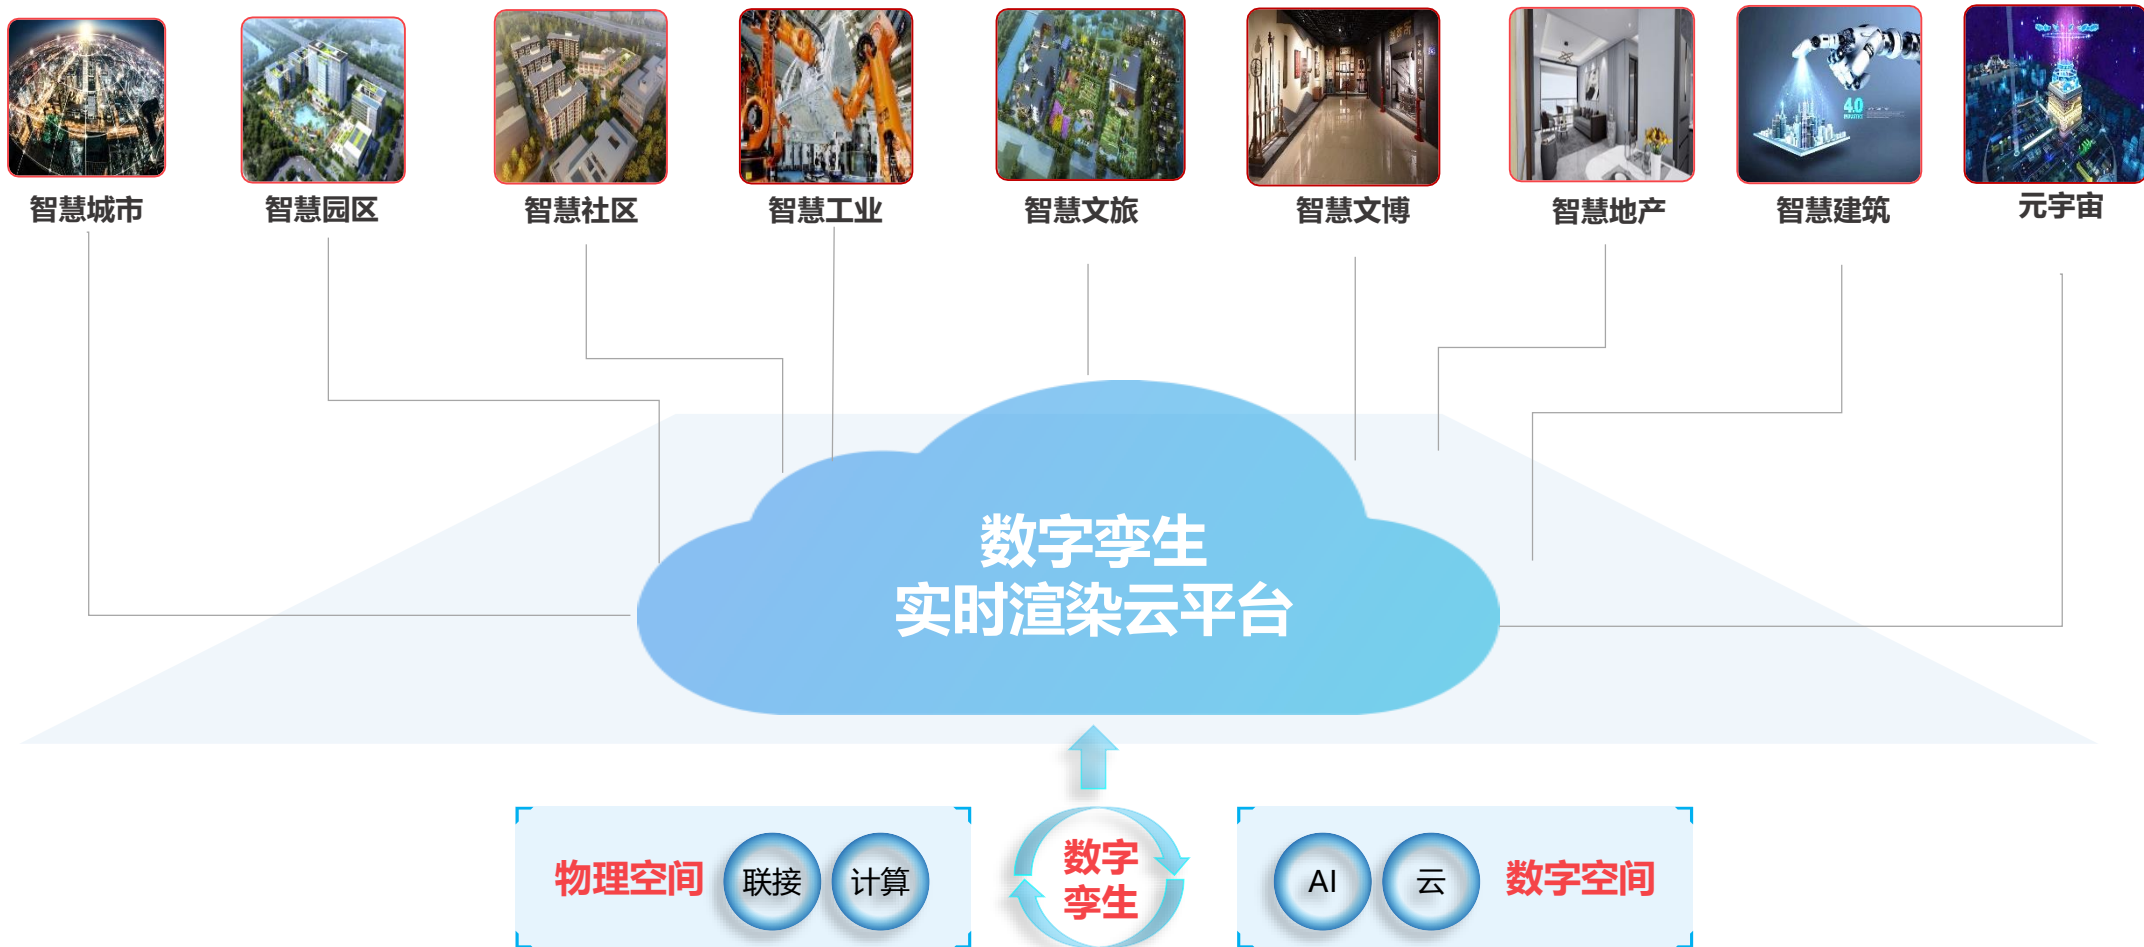 智慧城市
智慧园区
智慧社区
智慧工业
智慧文旅
智慧文博
智慧地产
智慧建筑
元宇宙
4.0
数字孪生
实时渲染云平台
物理空间
联接
计算
数字
孪生
AI
云
数字空间